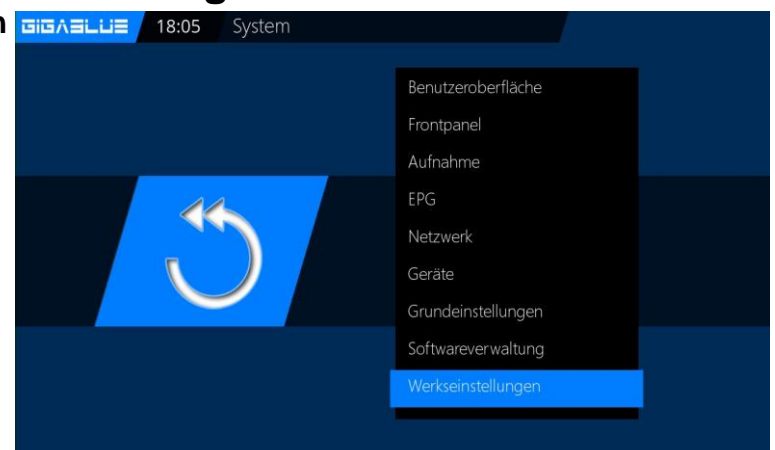 GIGABLUE 18:05 System
Benutzeroberfläche
Frontpanel
Aufnahme
EPG
Netzwerk
Geräte
Grundeinstellungen
Softwareverwaltung
Werkseinstellungen